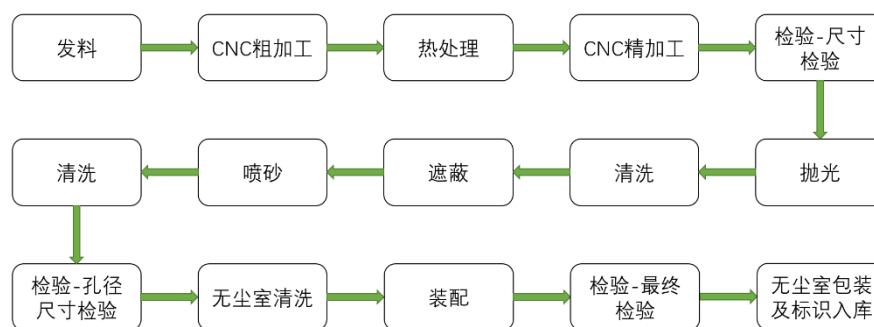 发料
CNC粗加工
热处理
CNC精加工
检验-尺寸
检验
抛光
清洗
遮蔽
喷砂
清洗
检验-孔径
尺寸检验
无尘室清洗
装配
检验-最终
检验
无尘室包装
及标识入库